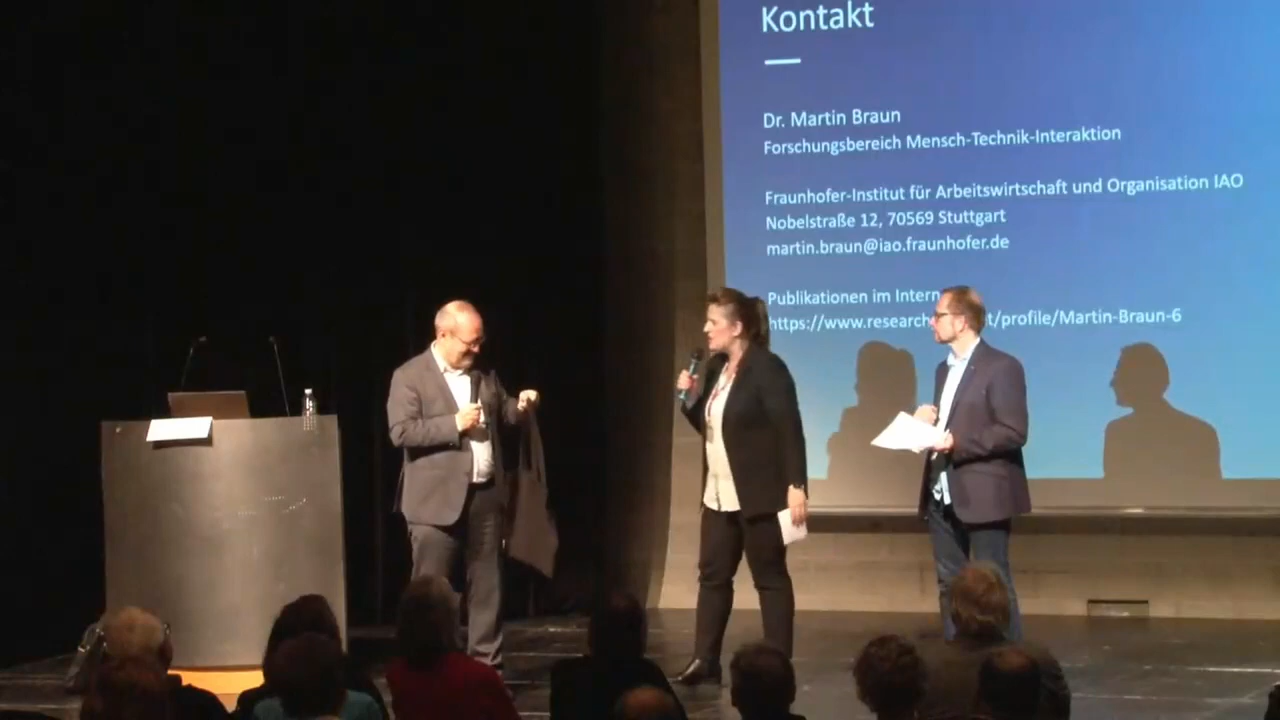 Kontakt
Dr. Martin Braun
Forschungsbereich Mensch-Technik-Interaktion
Fraunhofer-Institut für Arbeitswirtschaft und Organisation IAO
Nobelstraße 12, 70569 Stuttgart
martin.braun@iao.fraunhofer.de
Publikationen im Intern
https://www.research t/profile/Martin-Braun-6